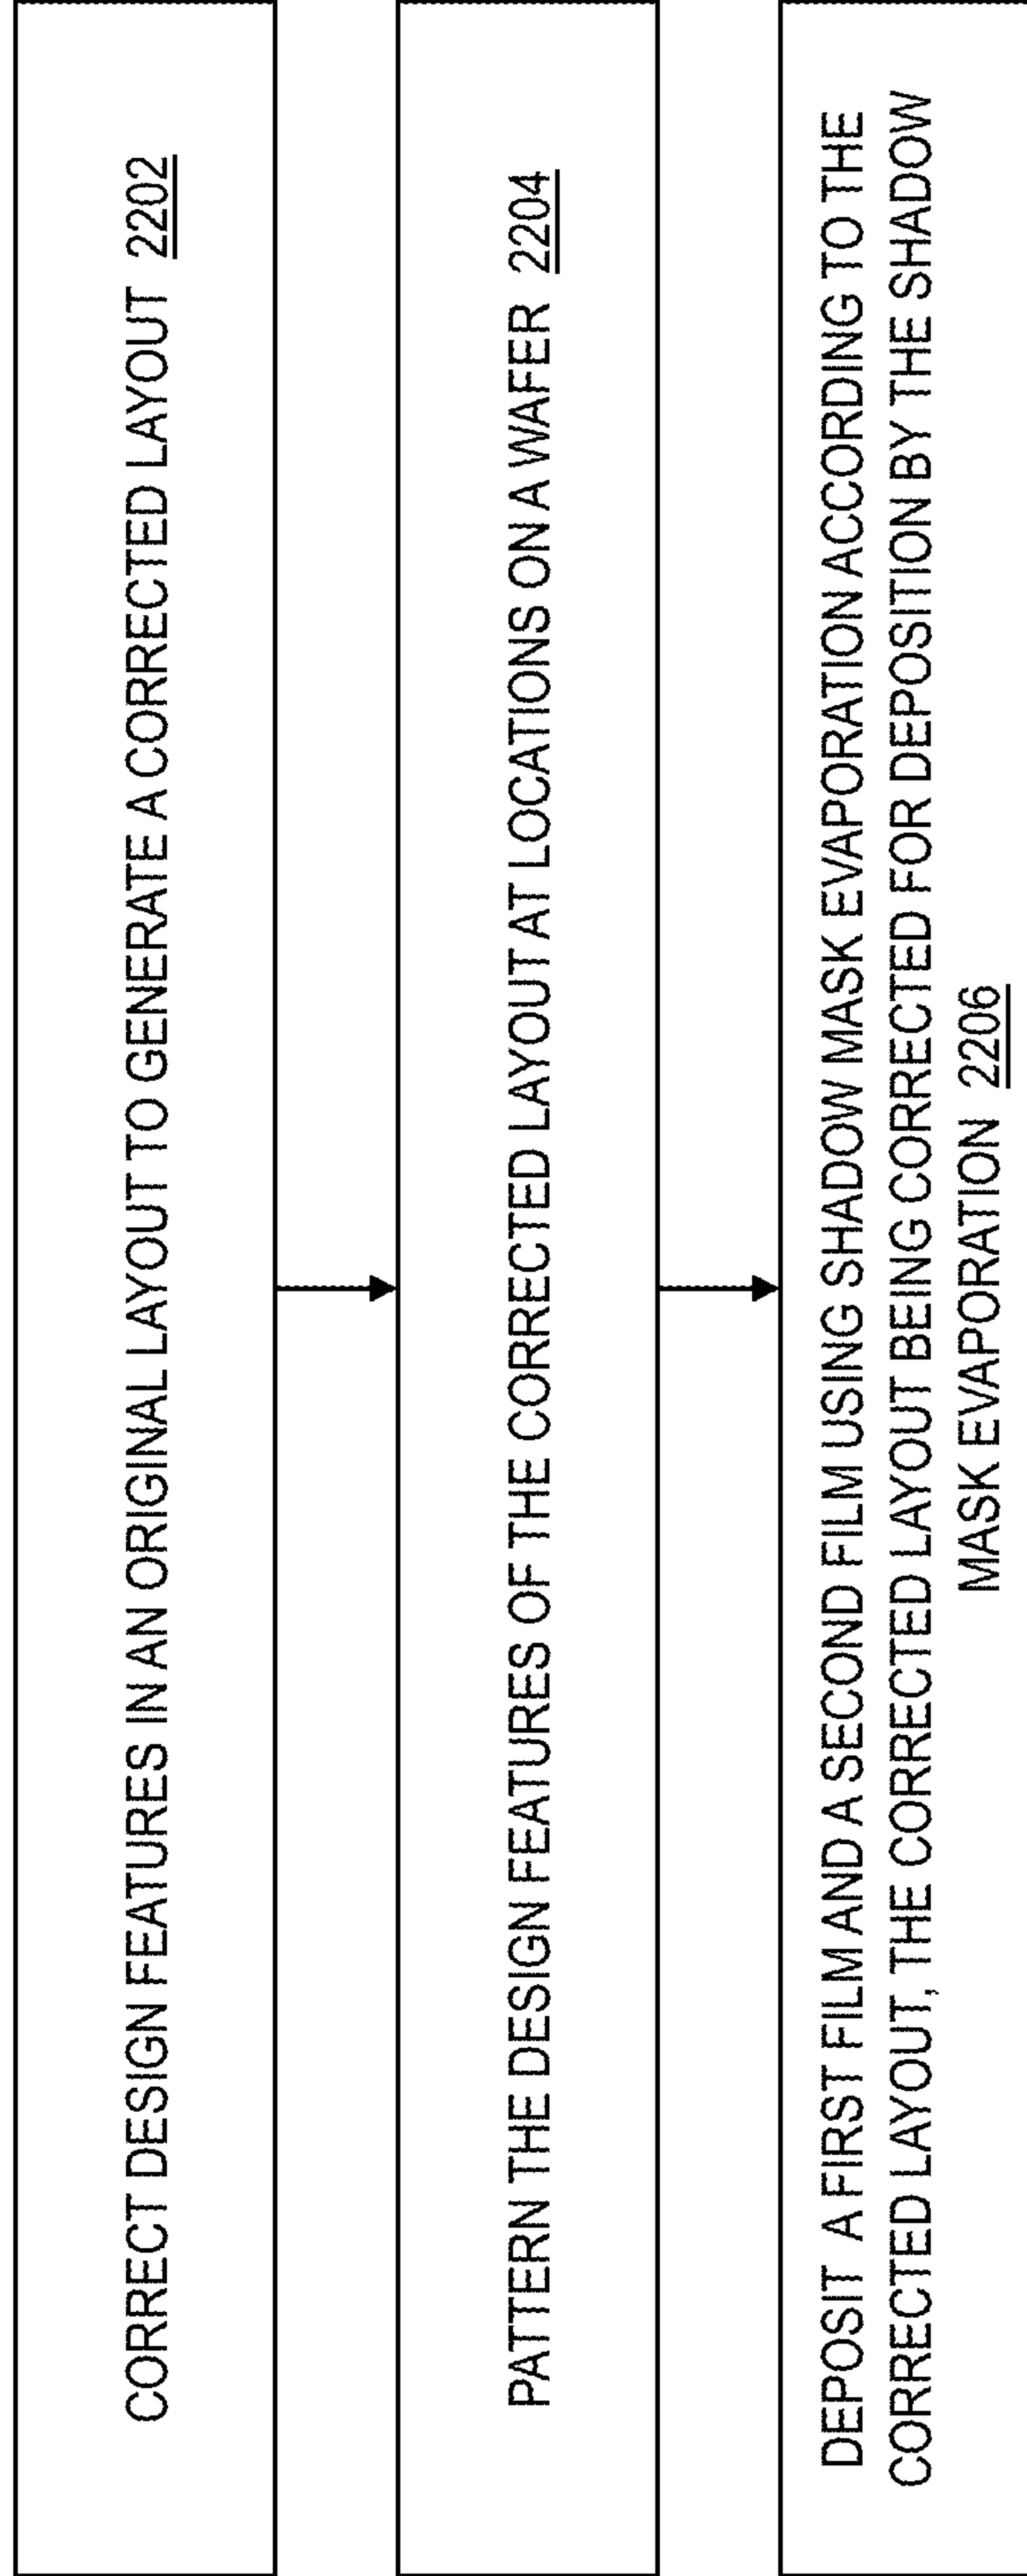 CORRECT DESIGN FEATURES IN AN ORIGINAL LAYOUT TO GENERATE A CORRECTED LAYOUT 2202
PATTERN THE DESIGN FEATURES OF THE CORRECTED LAYOUT AT LOCATIONS ON A WAFER 2204
DEPOSIT A FIRST FILM AND A SECOND FILM USING SHADOW MASK EVAPORATION ACCORDING TO THE
CORRECTED LAYOUT, THE CORRECTED LAYOUT BEING CORRECTED FOR DEPOSITION BY THE SHADOW
MASK EVAPORATION 2206